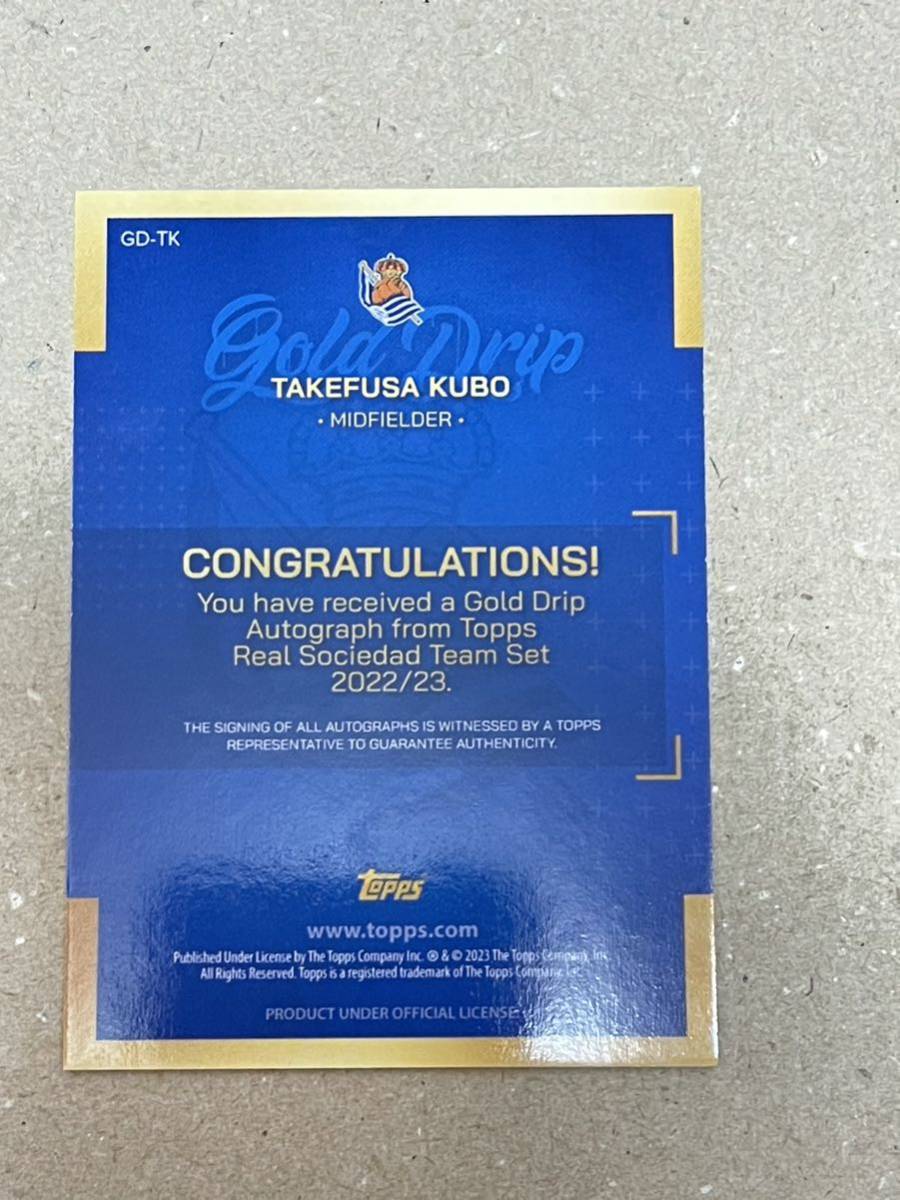 GD-TK
Gold Drip
TAKEFUSA KUBO
• MIDFIELDER •
CONGRATULATIONS!
You have received a Gold Drip
Autograph from Topps
Real Sociedad Team Set
2022/23.
THE SIGNING OF ALL AUTOGRAPHS IS WITNESSED BY A TOPPS
REPRESENTATIVE TO GUARANTEE AUTHENTICITY.
topps
www.topps.com
Published Under License by The Topps Company Inc. ® & © 2023 The Topps Company, Inc.
All Rights Reserved. Topps is a registered trademark of The Topps Company, Inc.
PRODUCT UNDER OFFICIAL LICENSE